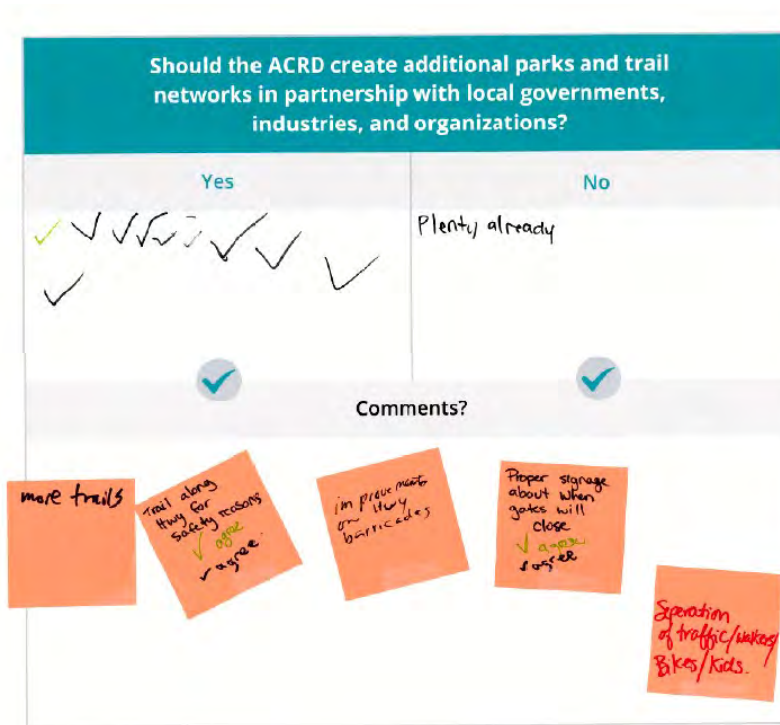 Should the ACRD create additional parks and trail
networks in partnership with local governments,
industries, and organizations?
Yes
No
Plenty already
Comments?
more trails
Trail along
Hwy for
safety reasons
✓ agree
✓ agree.
improvements
on Hwy
barricades
Proper signage
about when
gates will
close
✓ agree
✓ agree
Seperation
of traffic/walkers/
Bikes/Kids.